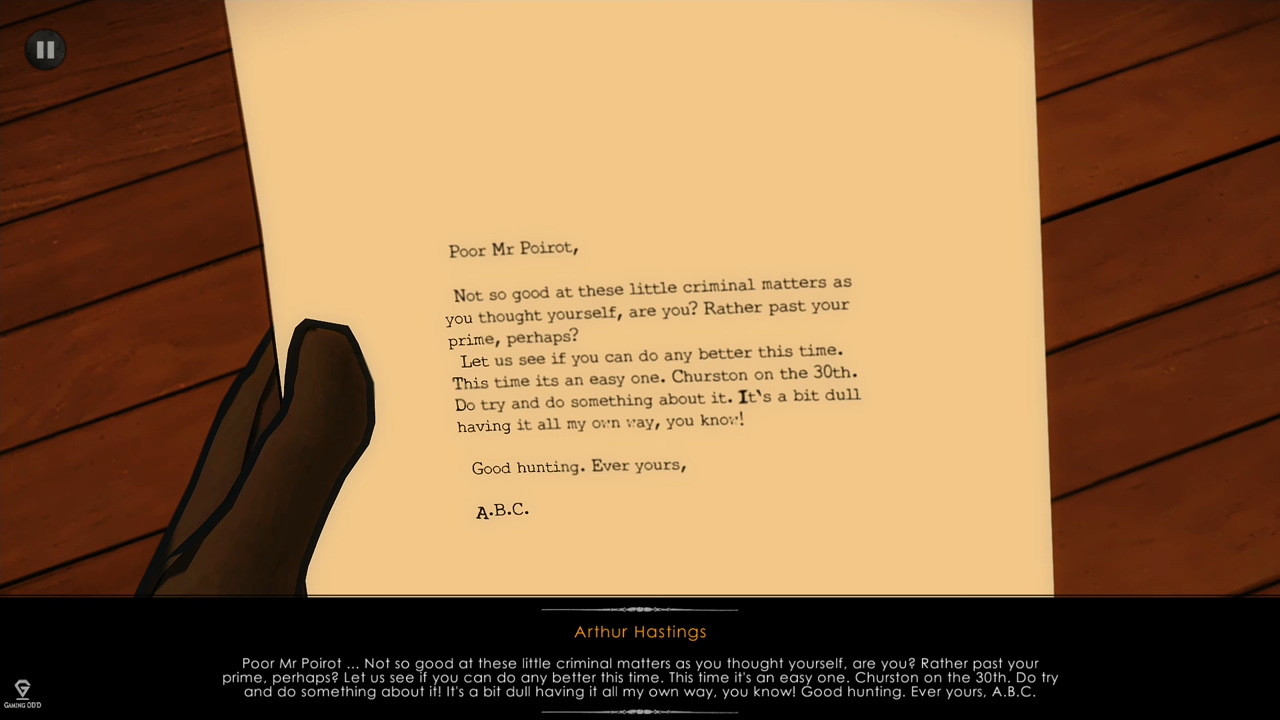 Poor Mr Poirot,
Not so good at these little criminal matters as
you thought yourself, are you? Rather past your
prime, perhaps?
Let us see if you can do any better this time.
This time its an easy one. Churston on the 30th.
Do try and do something about it. It's a bit dull
having it all my own way, you know!
Good hunting. Ever yours,
A.B.C.
Arthur Hastings
Poor Mr Poirot ... Not so good at these little criminal matters as you thought yourself, are you? Rather past your
prime, perhaps? Let us see if you can do any better this time. This time it's an easy one. Churston on the 30th. Do try
and do something about it! It's a bit dull having it all my own way, you know! Good hunting. Ever yours, A.B.C.
GAMING ODD